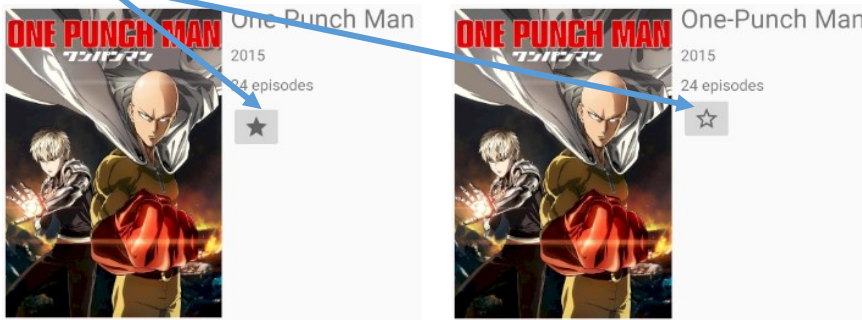 ONE PUNCH MAN
ワンパンマン
One-Punch Man
2015
24 episodes
ONE PUNCH MAN
ワンパンマン
One-Punch Man
2015
24 episodes